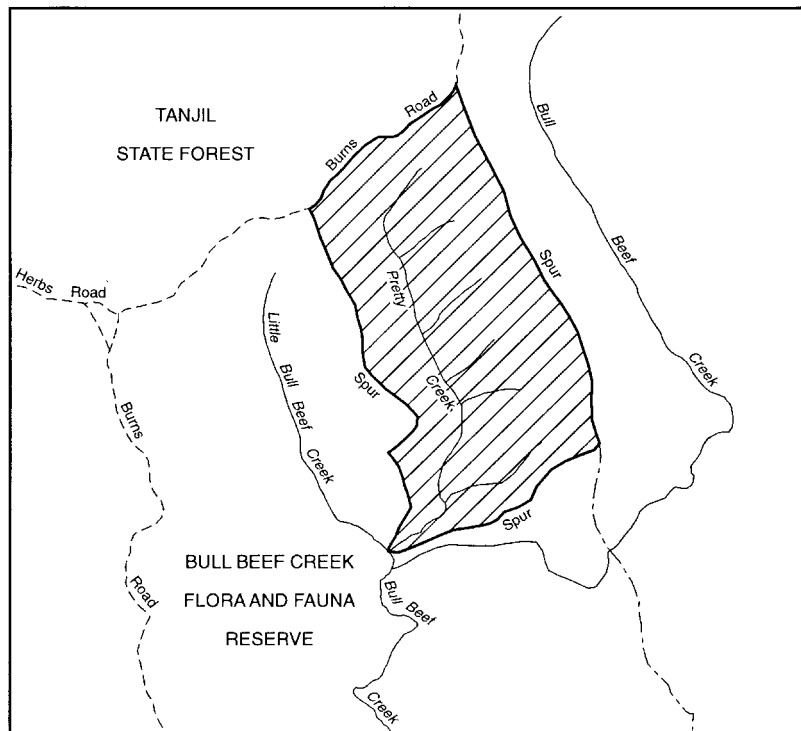 TANJIL
STATE FOREST
Burns Road
Bull Beef Creek
Herbs Road
Pretty Creek
Spur
Little Bull Beef Creek
Spur
Burns Road
Spur
BULL BEEF CREEK
FLORA AND FAUNA
RESERVE
Bull Beef Creek